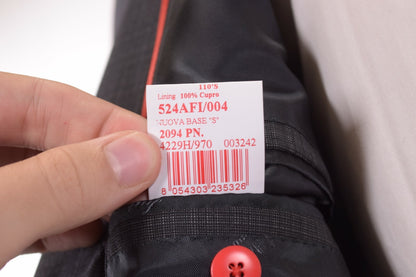 110'S
Lining 100% Cupro
524AFI/004
NUOVA BASE "S"
2094 PN.
4229H/970 003242
8 054303 235328